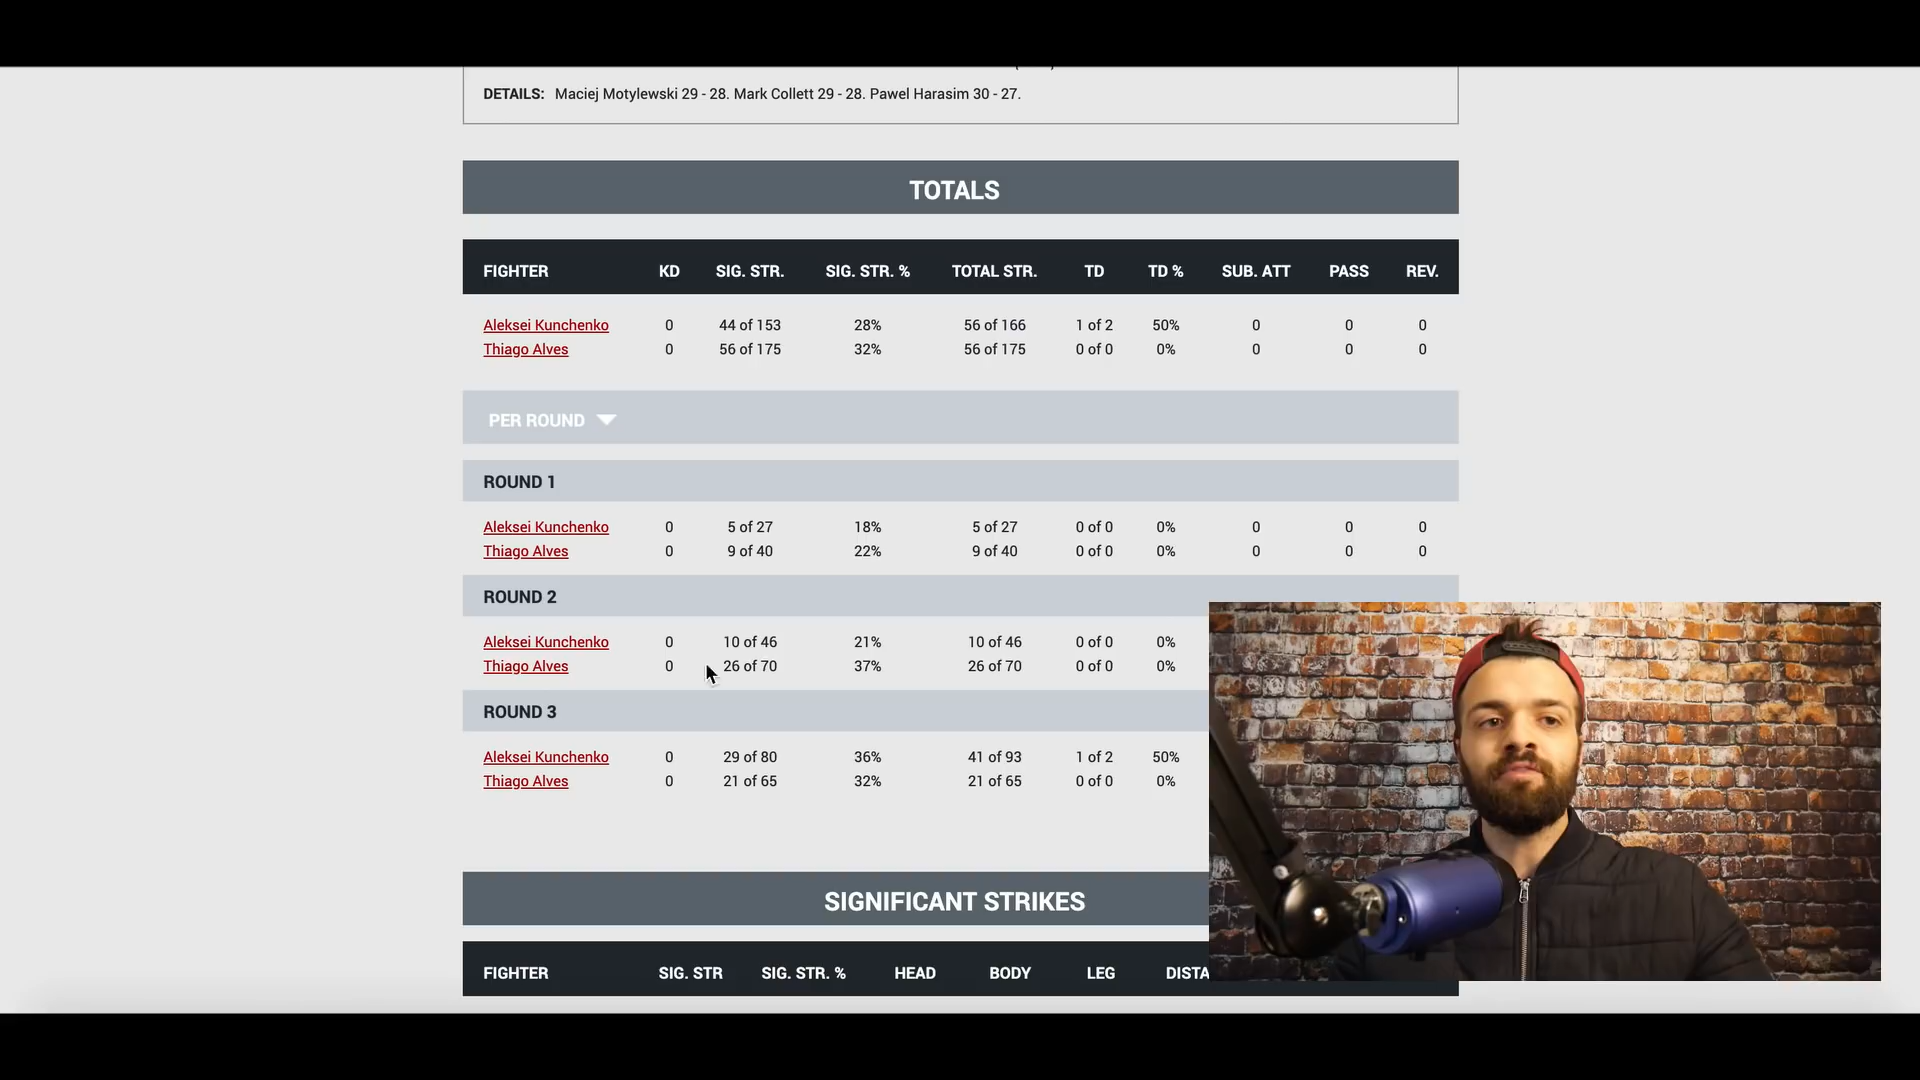 DETAILS: Maciej Motylewski 29 - 28. Mark Collett 29 - 28. Pawel Harasim 30 - 27.
TOTALS
FIGHTER KD SIG. STR. SIG. STR. % TOTAL STR. TD TD % SUB. ATT PASS REV.
Aleksei Kunchenko 0 44 of 153 28% 56 of 166 1 of 2 50% 0 0 0
Thiago Alves 0 56 of 175 32% 56 of 175 0 of 0 0% 0 0 0
PER ROUND
ROUND 1
Aleksei Kunchenko 0 5 of 27 18% 5 of 27 0 of 0 0% 0 0 0
Thiago Alves 0 9 of 40 22% 9 of 40 0 of 0 0% 0 0 0
ROUND 2
Aleksei Kunchenko 0 10 of 46 21% 10 of 46 0 of 0 0%
Thiago Alves 0 26 of 70 37% 26 of 70 0 of 0 0%
ROUND 3
Aleksei Kunchenko 0 29 of 80 36% 41 of 93 1 of 2 50%
Thiago Alves 0 21 of 65 32% 21 of 65 0 of 0 0%
SIGNIFICANT STRIKES
FIGHTER SIG. STR SIG. STR. % HEAD BODY LEG DISTA